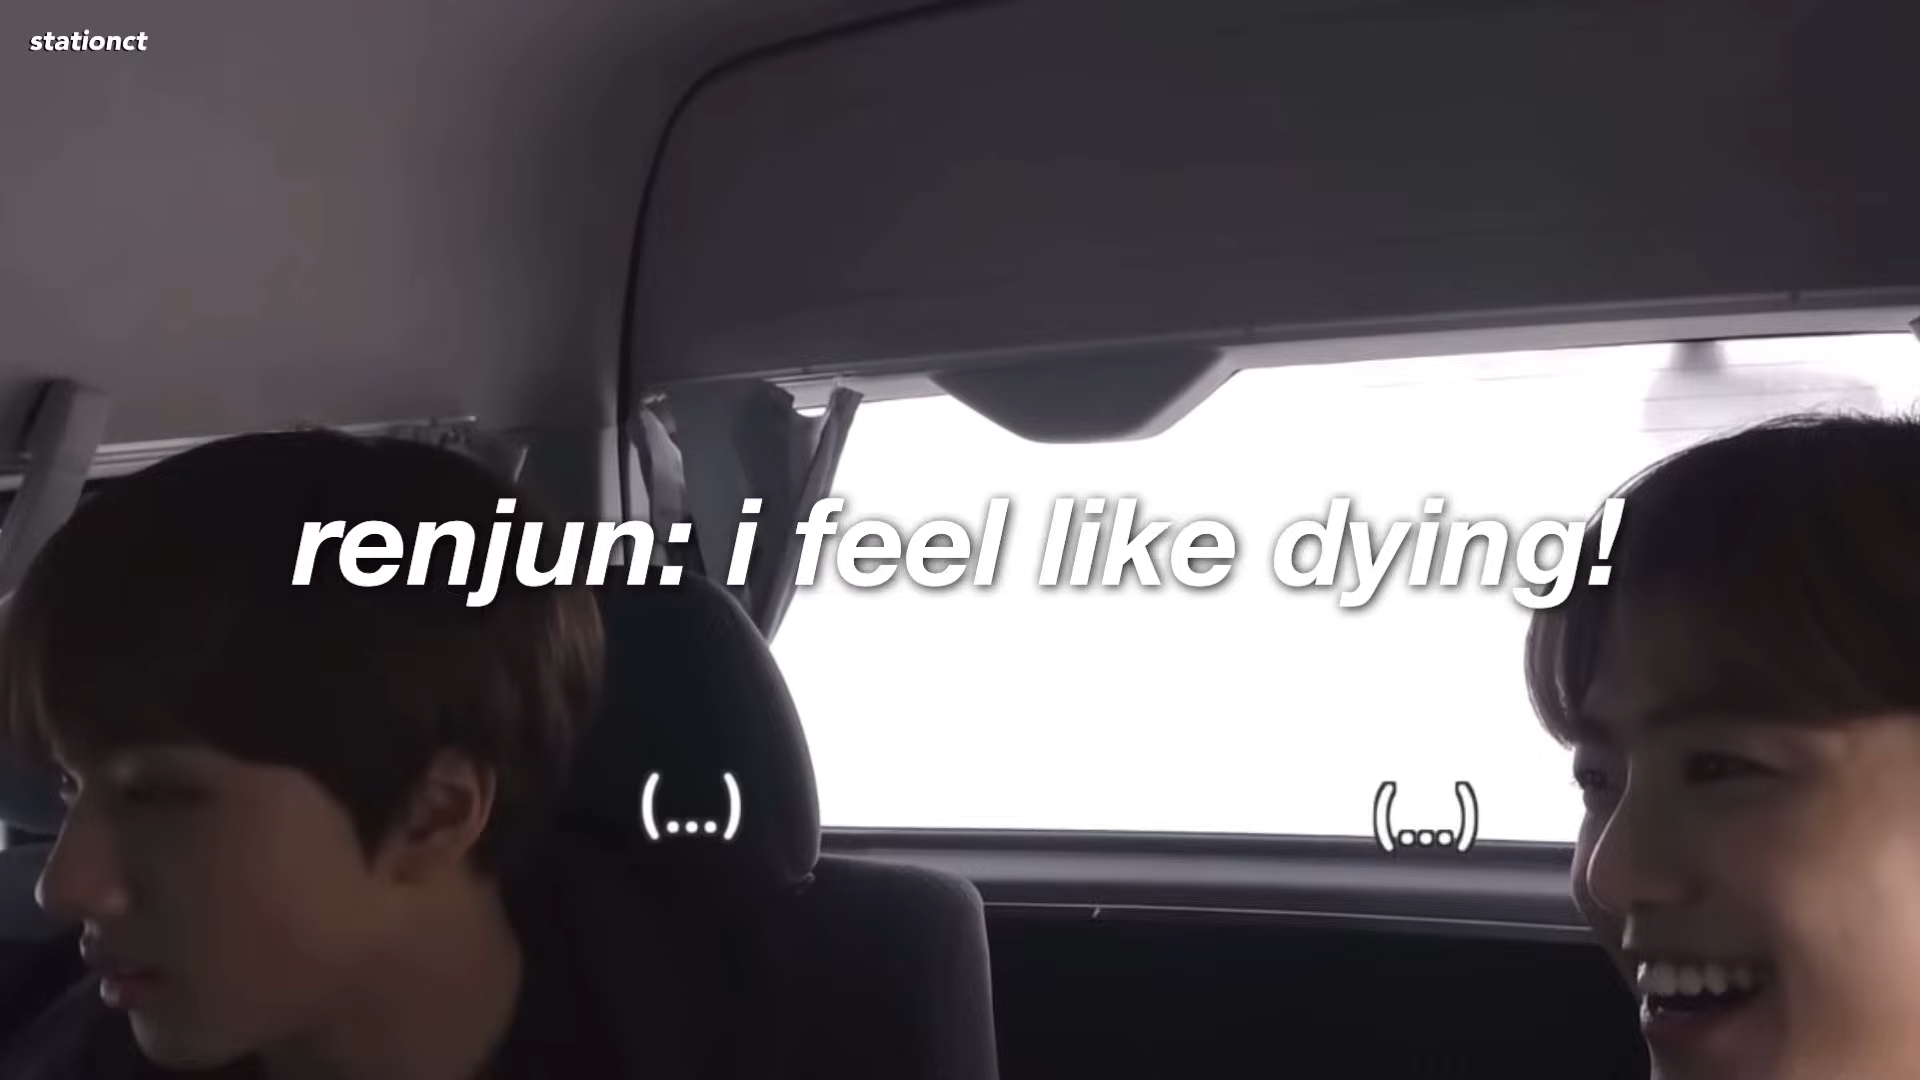 stationct
renjun: i feel like dying!
(...)
(...)